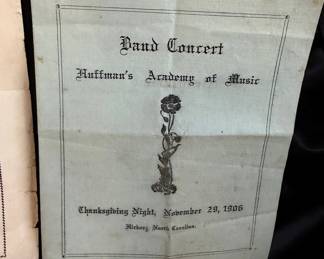 Band Concert
Huffman's Academy of Music
Thanksgiving Night, November 29, 1906
Hickory, North Carolina.